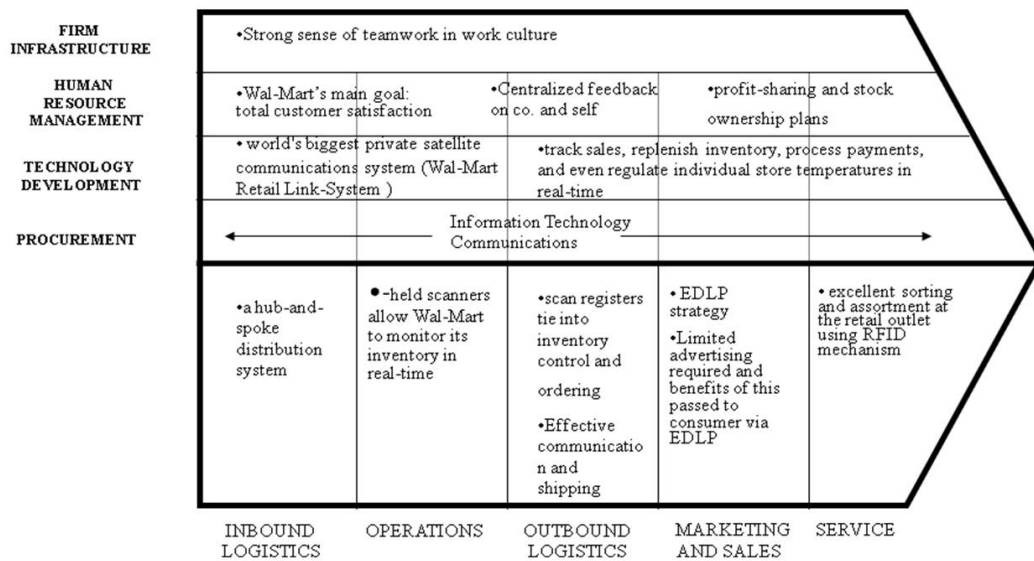 FIRM
INFRASTRUCTURE
•Strong sense of teamwork in work culture
HUMAN
RESOURCE
MANAGEMENT
•Wal-Mart's main goal:
total customer satisfaction
•Centralized feedback
on co. and self
•profit-sharing and stock
ownership plans
TECHNOLOGY
DEVELOPMENT
• world's biggest private satellite
communications system (Wal-Mart
Retail Link-System )
•track sales, replenish inventory, process payments,
and even regulate individual store temperatures in
real-time
PROCUREMENT
Information Technology
Communications
•a hub-and-
spoke
distribution
system
•-held scanners
allow Wal-Mart
to monitor its
inventory in
real-time
•scan registers
tie into
inventory
control and
ordering
•Effective
communicatio
n and
shipping
• EDLP
strategy
•Limited
advertising
required and
benefits of this
passed to
consumer via
EDLP
• excellent sorting
and assortment at
the retail outlet
using RFID
mechanism
INBOUND
LOGISTICS
OPERATIONS
OUTBOUND
LOGISTICS
MARKETING
AND SALES
SERVICE